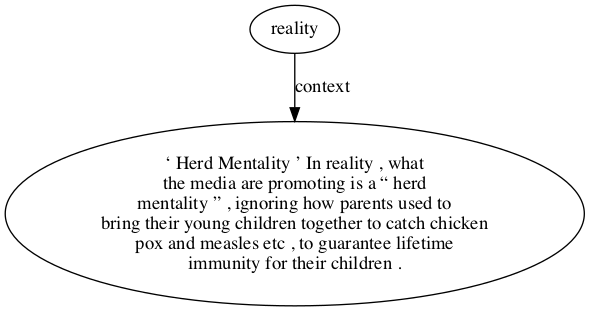 reality
context
‘ Herd Mentality ’ In reality , what
the media are promoting is a “ herd
mentality ” , ignoring how parents used to
bring their young children together to catch chicken
pox and measles etc , to guarantee lifetime
immunity for their children .